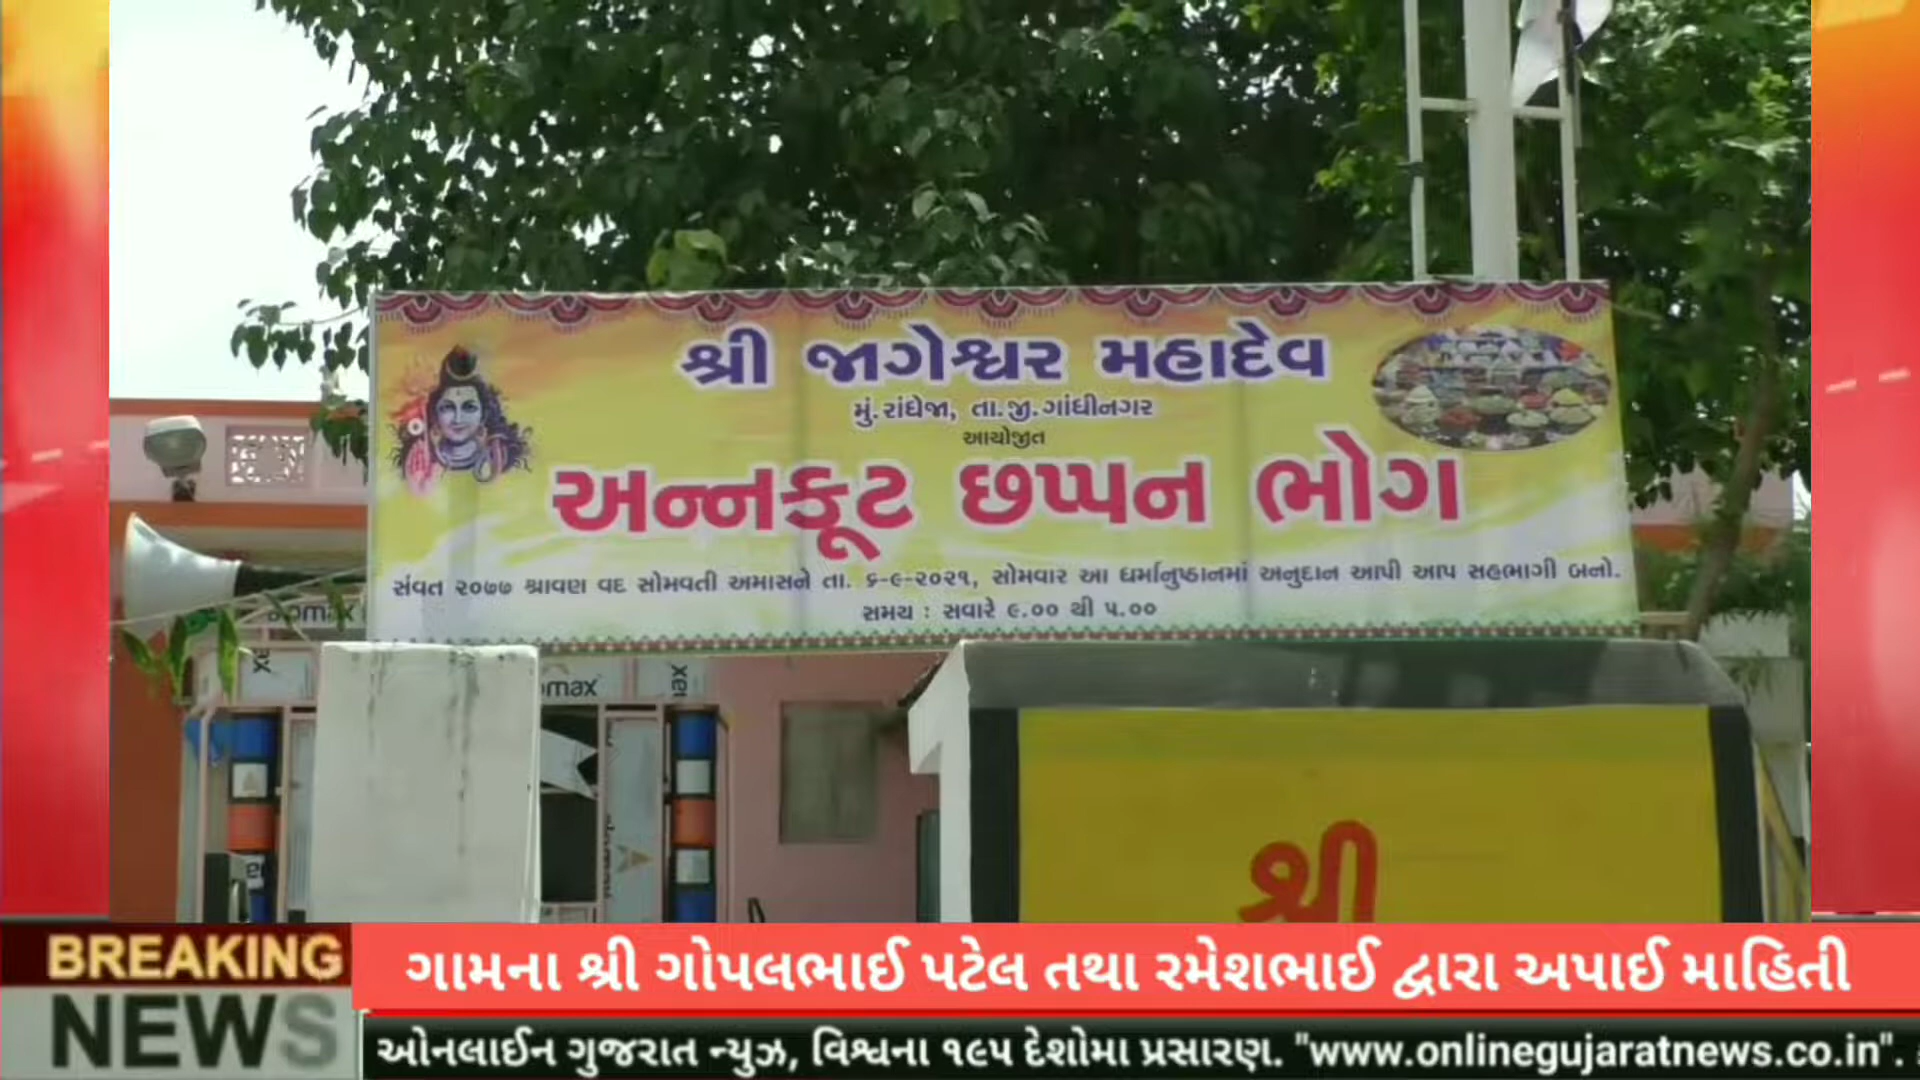 શ્રી જાગેશ્વર મહાદેવ
મું.રાંધેજા, તા.જી.ગાંધીનગર
આયોજીત
અન્નકૂટ છપ્પન ભોગ
સંવત ૨૦૭૭ શ્રાવણ વદ સોમવતી અમાસને તા. ૬-૯-૨૦૨૧, સોમવાર આ ધર્માનુષ્ઠાનમાં અનુદાન આપી આપ સહભાગી બનો.
સમય : સવારે ૯.૦૦ થી ૫.૦૦
શ્રી
BREAKING
NEWS
ગામના શ્રી ગોપલભાઈ પટેલ તથા રમેશભાઈ દ્વારા અપાઈ માહિતી
ઓનલાઈન ગુજરાત ન્યુઝ, વિશ્વના ૧૯૫ દેશોમા પ્રસારણ. "www.onlinegujaratnews.co.in".